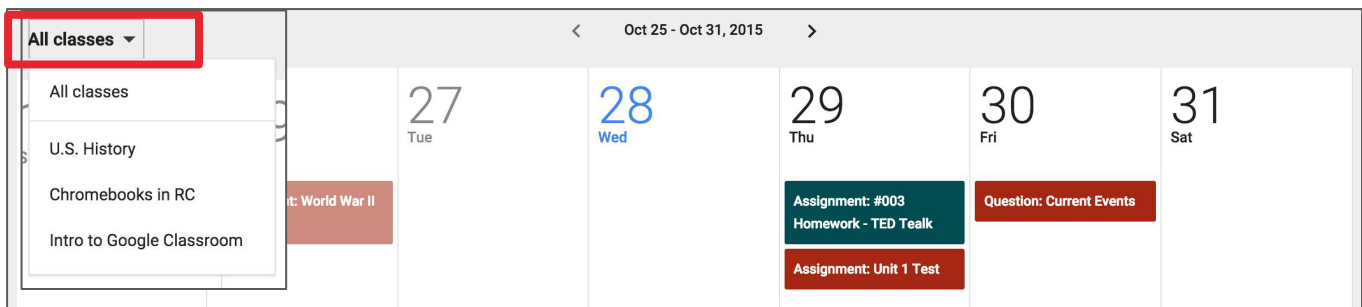 All classes
Oct 25 - Oct 31, 2015
All classes
U.S. History
Chromebooks in RC
Intro to Google Classroom
27
Tue
28
Wed
29
Thu
30
Fri
31
Sat
: World War II
Assignment: #003
Homework - TED Tealk
Assignment: Unit 1 Test
Question: Current Events